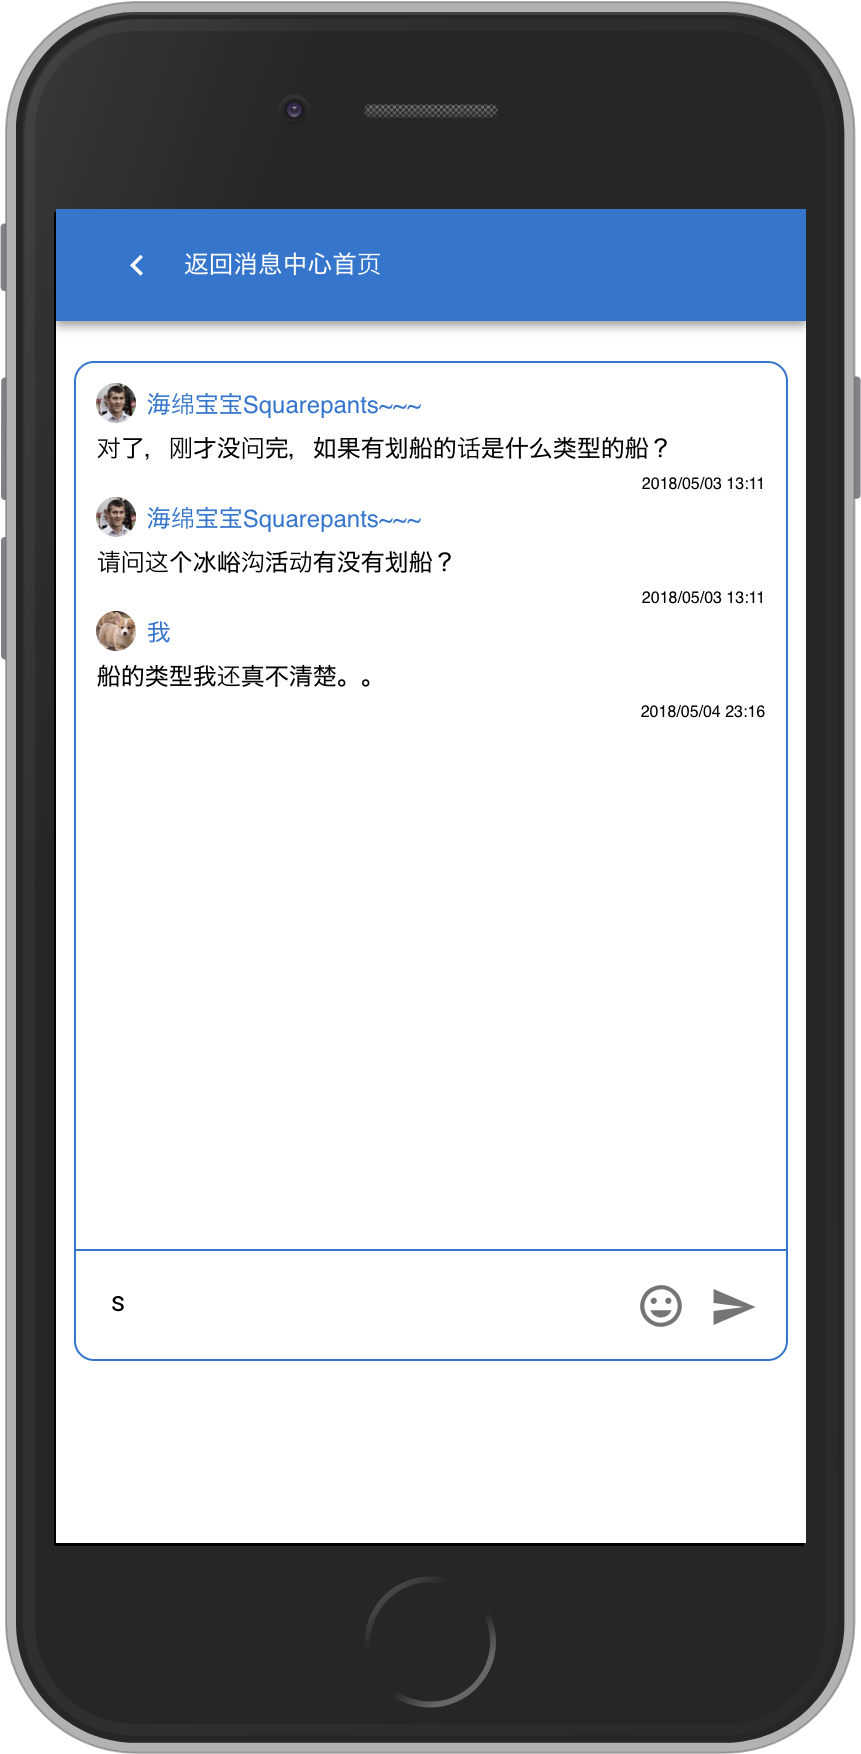 返回消息中心首页
海绵宝宝Squarepants~~~
对了，刚才没问完，如果有划船的话是什么类型的船？
2018/05/03 13:11
海绵宝宝Squarepants~~~
请问这个冰峪沟活动有没有划船？
2018/05/03 13:11
我
船的类型我还真不清楚。。
2018/05/04 23:16
s